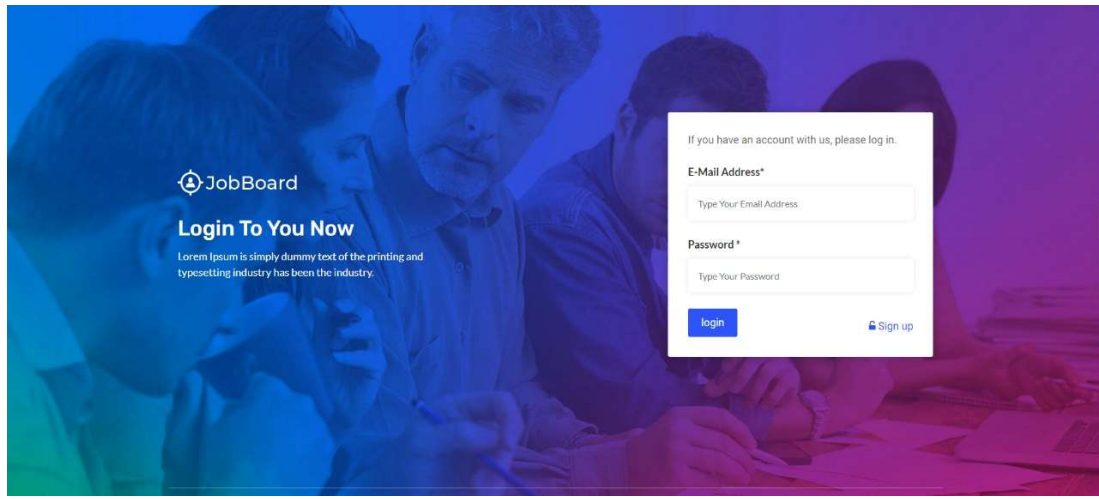 JobBoard
Login To You Now
Lorem Ipsum is simply dummy text of the printing and
typesetting industry has been the industry.
If you have an account with us, please log in.
E-Mail Address*
Type Your Email Address
Password *
Type Your Password
login
Sign up